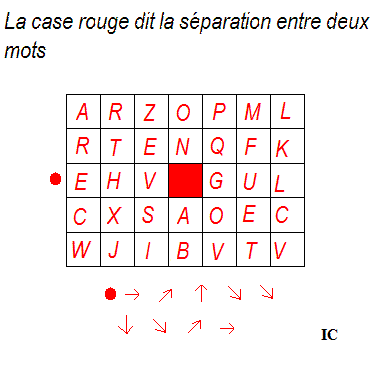 La case rouge dit la séparation entre deux
mots
A R Z O P M L
R T E N Q F K
E H V G U L
C X S A O E C
W J I B V T V
IC